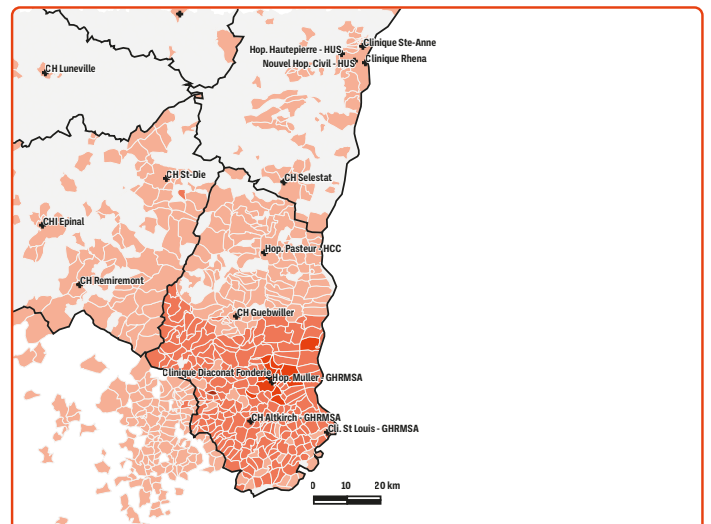 Clinique Ste-Anne
Hop. Hautepierre - HUS
Clinique Rhena
Nouvel Hop. Civil - HUS
CH Luneville
CH St-Die
CH Selestat
CHI Epinal
Hop. Pasteur - HCC
CH Remiremont
CH Guebwiller
Clinique Diaconat Fonderie
Hop. Muller - GHRMSA
CH Altkirch - GHRMSA
Cli. St Louis - GHRMSA
0 10 20 km